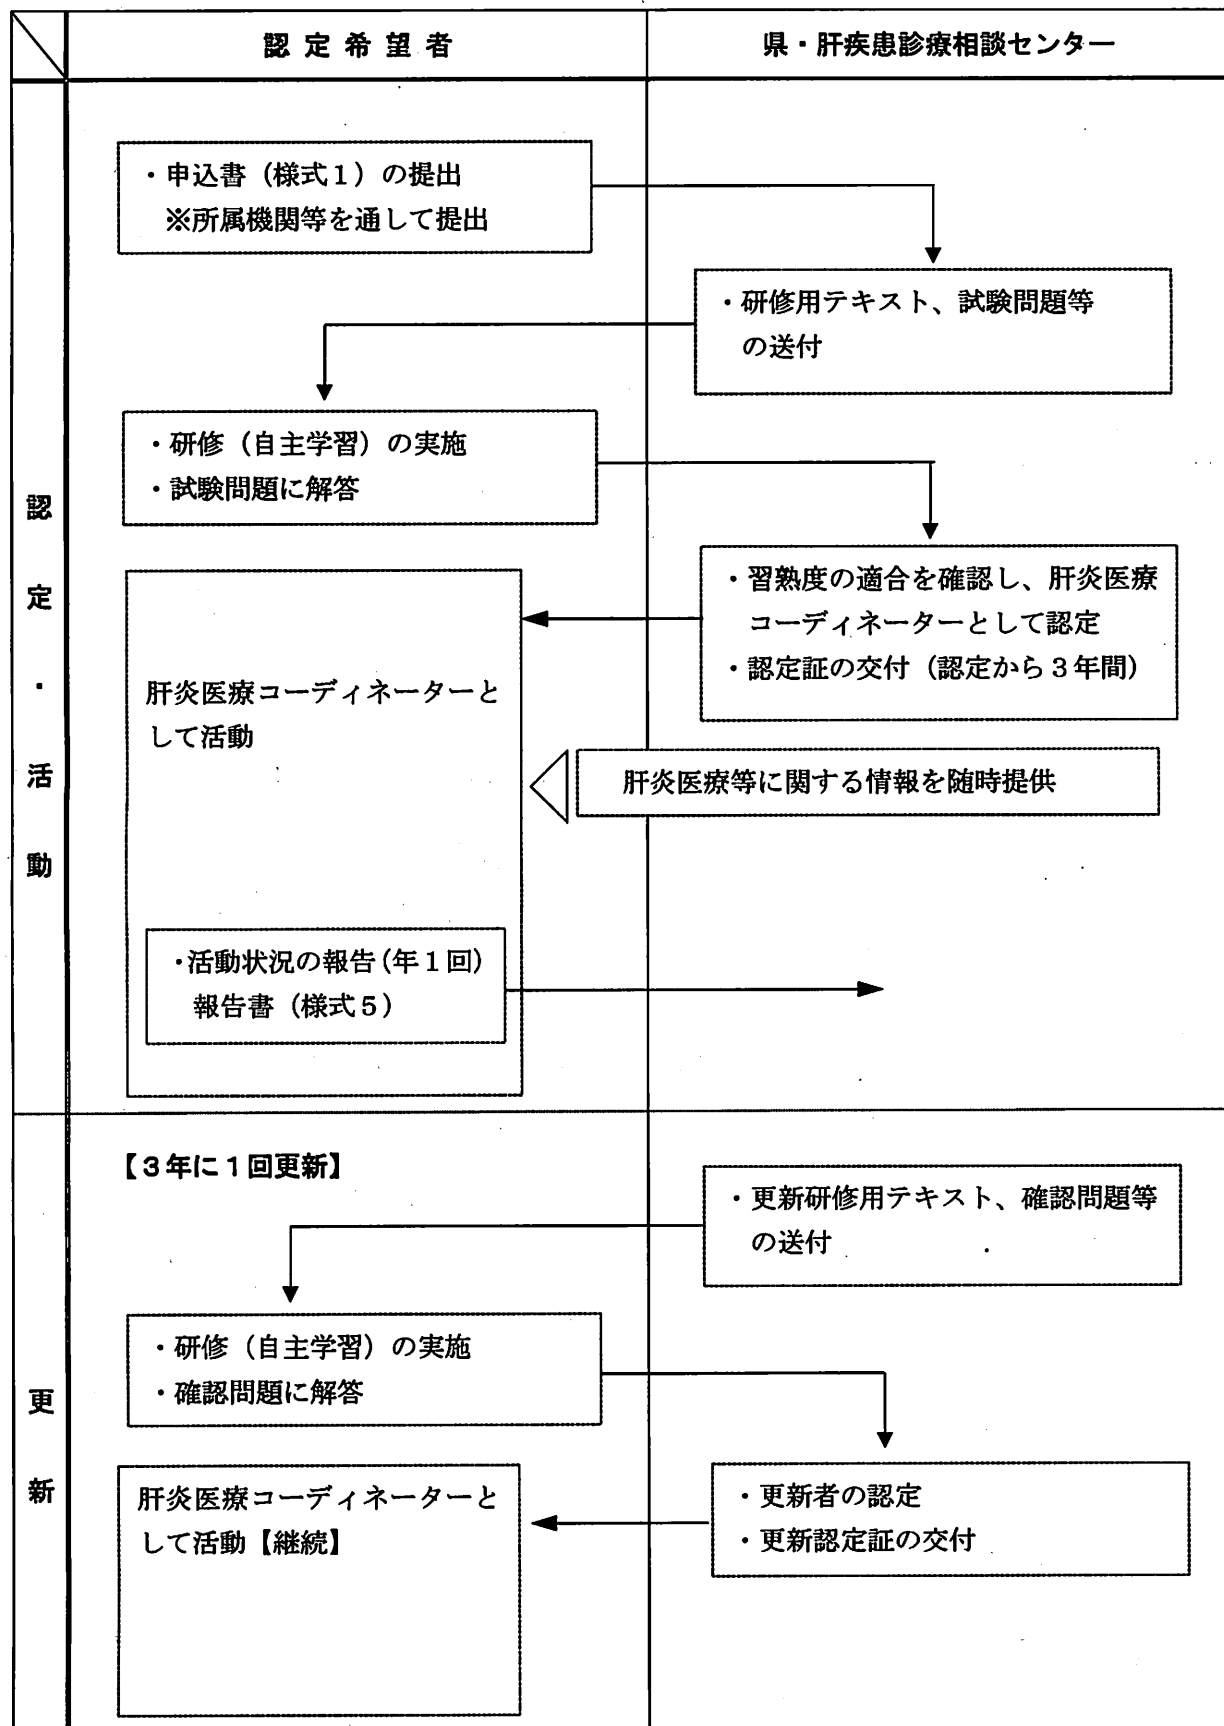 認定希望者
県・肝疾患診療相談センター
認定・活動
・申込書（様式１）の提出
※所属機関等を通して提出
・研修用テキスト、試験問題等
の送付
・研修（自主学習）の実施
・試験問題に解答
・習熟度の適合を確認し、肝炎医療
コーディネーターとして認定
・認定証の交付（認定から３年間）
肝炎医療コーディネーターと
して活動
肝炎医療等に関する情報を随時提供
・活動状況の報告（年１回）
報告書（様式５）
更新
【３年に１回更新】
・更新研修用テキスト、確認問題等
の送付
・研修（自主学習）の実施
・確認問題に解答
・更新者の認定
・更新認定証の交付
肝炎医療コーディネーターと
して活動【継続】